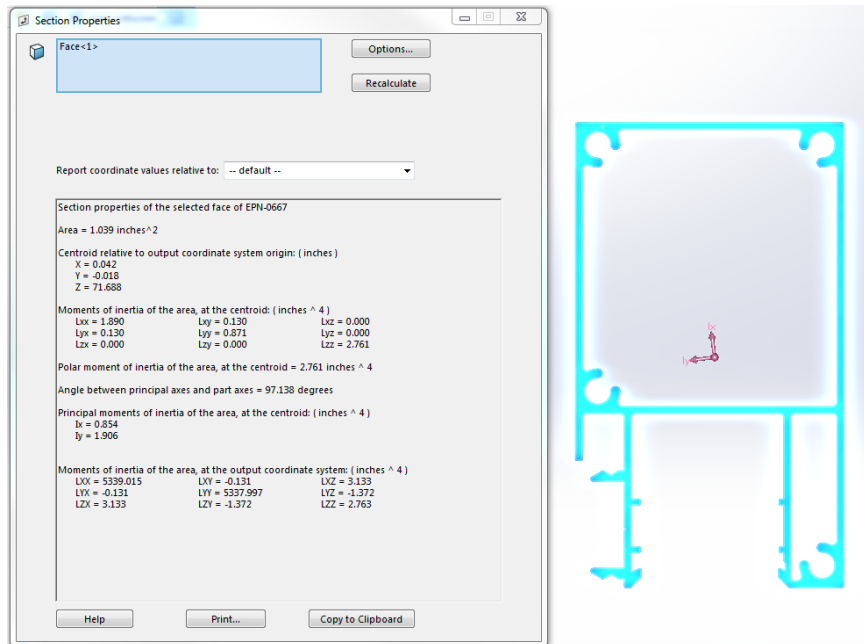 Section Properties
Face<1>
Options...
Recalculate
Report coordinate values relative to: -- default --
Section properties of the selected face of EPN-0667
Area = 1.039 inches^2
Centroid relative to output coordinate system origin: ( inches )
X = 0.042
Y = -0.018
Z = 71.688
Moments of inertia of the area, at the centroid: ( inches ^ 4 )
Lxx = 1.890 Lxy = 0.130 Lxz = 0.000
Lyx = 0.130 Lyy = 0.871 Lyz = 0.000
Lzx = 0.000 Lzy = 0.000 Lzz = 2.761
Polar moment of inertia of the area, at the centroid = 2.761 inches ^ 4
Angle between principal axes and part axes = 97.138 degrees
Principal moments of inertia of the area, at the centroid: ( inches ^ 4 )
Ix = 0.854
Iy = 1.906
Moments of inertia of the area, at the output coordinate system: ( inches ^ 4 )
LXX = 5339.015 LXY = -0.131 LXZ = 3.133
LYX = -0.131 LYY = 5337.997 LYZ = -1.372
LZX = 3.133 LZY = -1.372 LZZ = 2.763
Help Print... Copy to Clipboard
Ix
Iy